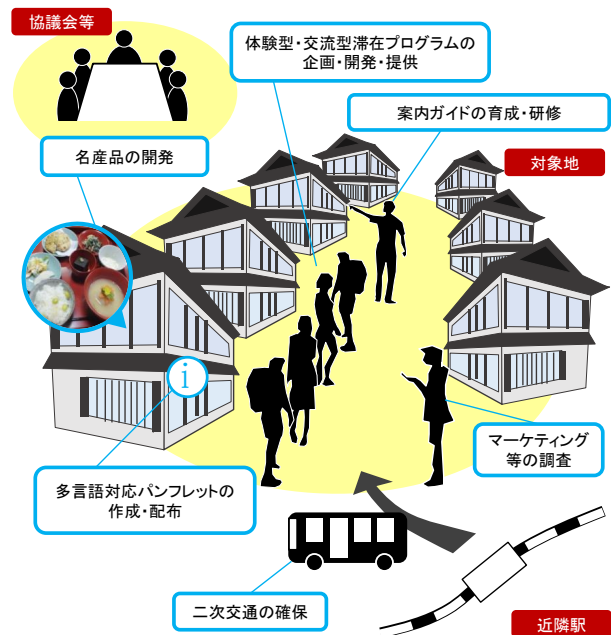 協議会等
体験型・交流型滞在プログラムの
企画・開発・提供
案内ガイドの育成・研修
名産品の開発
対象地
i
マーケティング
等の調査
多言語対応パンフレットの
作成・配布
二次交通の確保
近隣駅